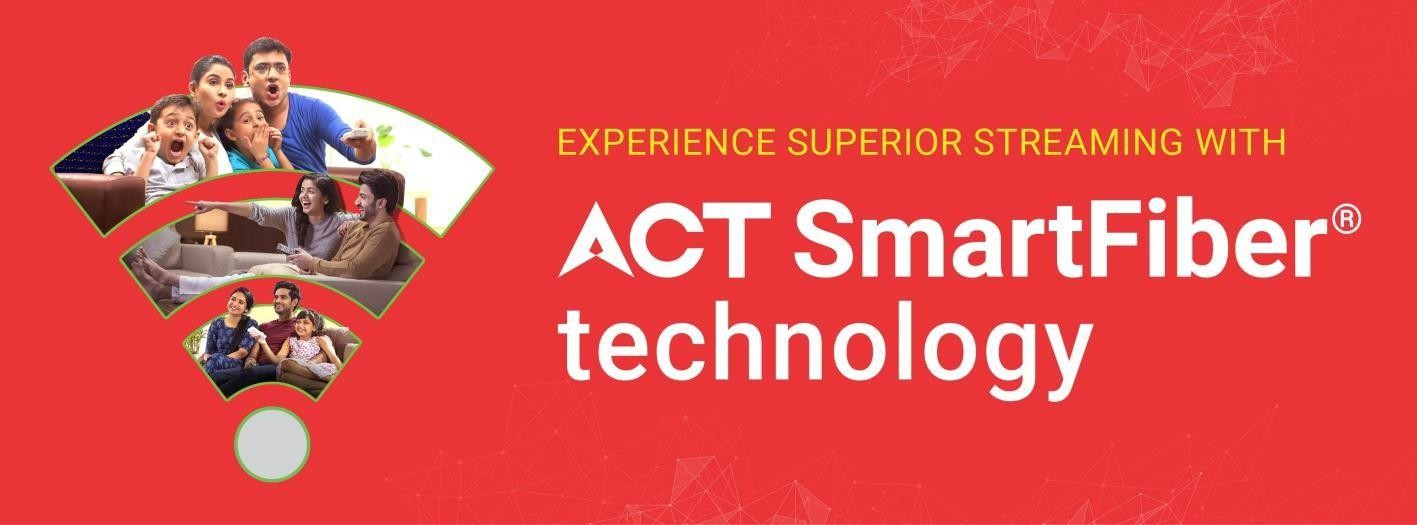 EXPERIENCE SUPERIOR STREAMING WITH
ACT SmartFiber®
technology